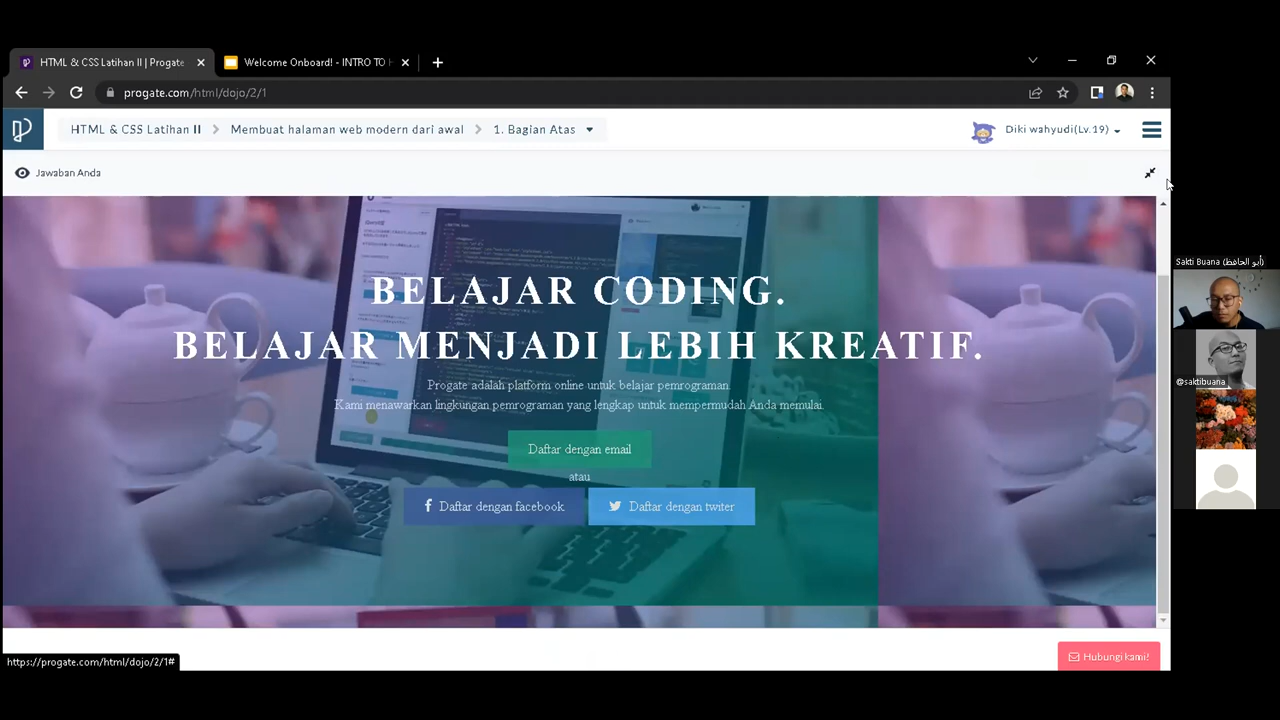 HTML & CSS Latihan II | Progate
Welcome Onboard! - INTRO TO H
progate.com/html/dojo/2/1
HTML & CSS Latihan II
Membuat halaman web modern dari awal
1. Bagian Atas
Diki wahyudi(Lv.19)
Jawaban Anda
BELAJAR CODING.
BELAJAR MENJADI LEBIH KREATIF.
Progate adalah platform online untuk belajar pemrograman.
Kami menawarkan lingkungan pemrograman yang lengkap untuk mempermudah Anda memulai.
Daftar dengan email
atau
Daftar dengan facebook
Daftar dengan twiter
Sakti Buana (أبو الحافظ)
@saktibuana
https://progate.com/html/dojo/2/1#
Hubungi kami!